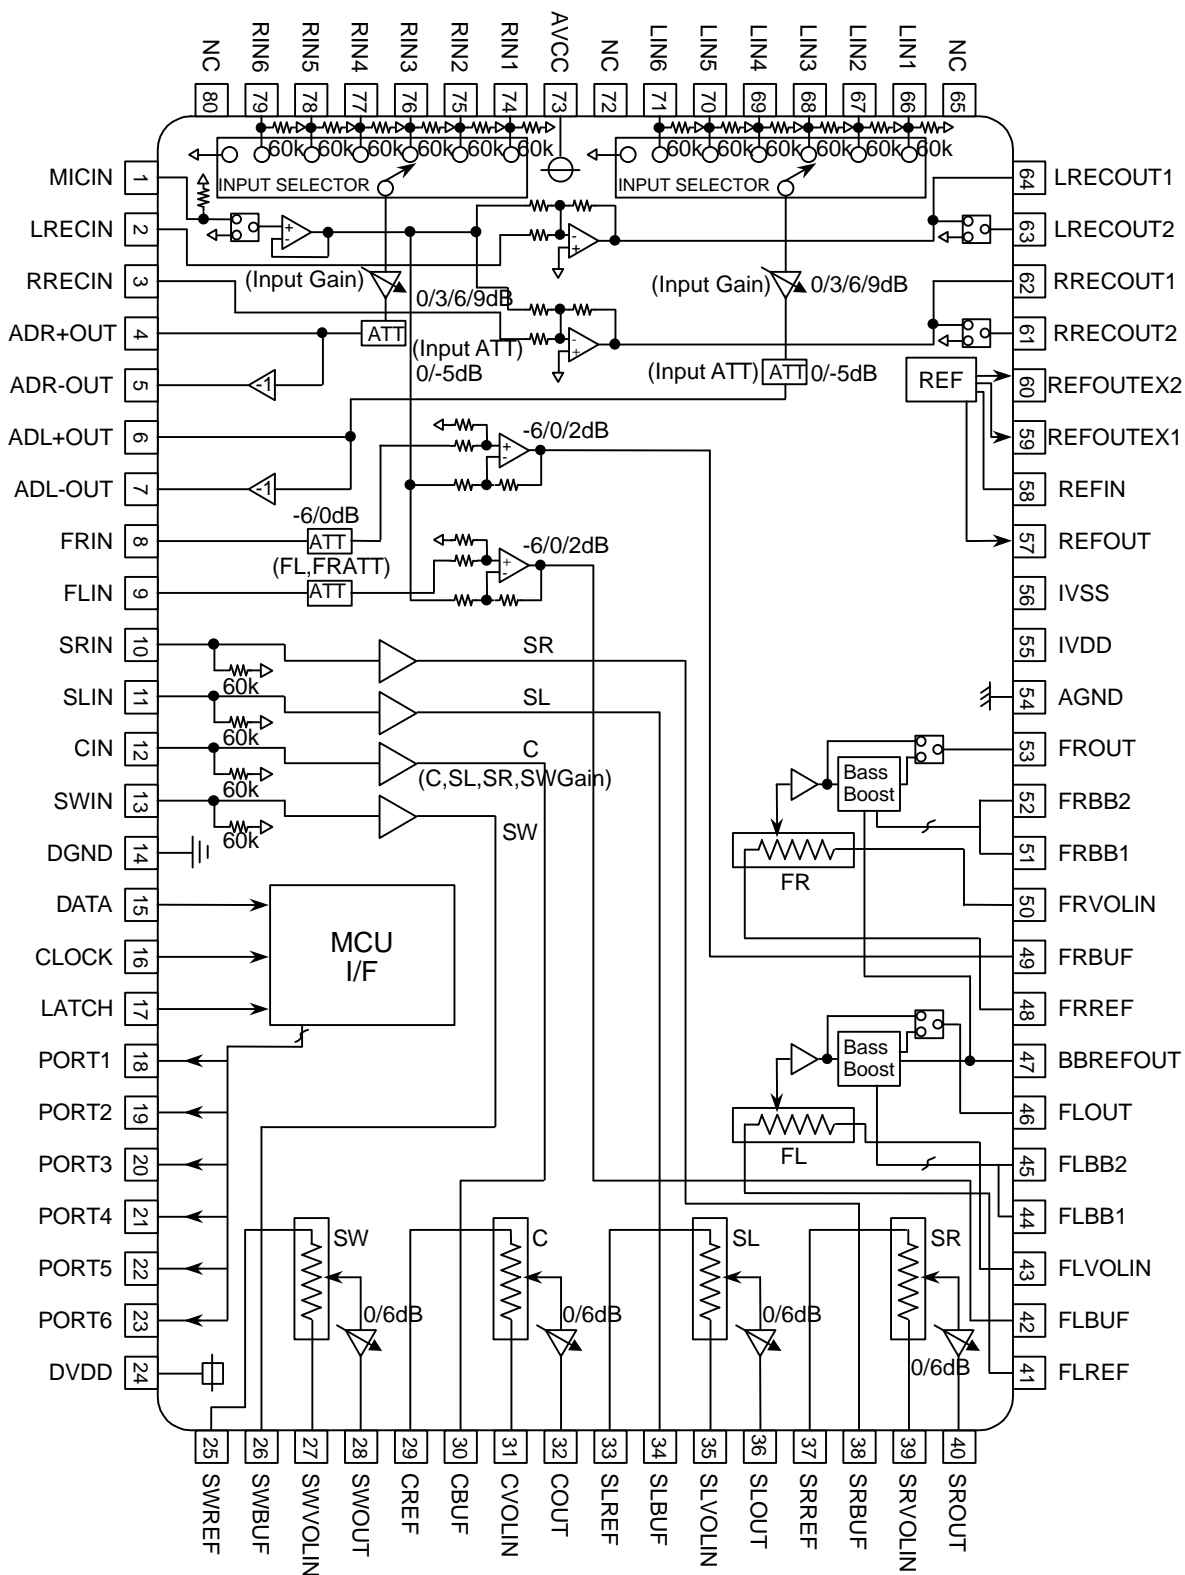 NC
RIN6
RIN5
RIN4
RIN3
RIN2
RIN1
AVCC
NC
LIN6
LIN5
LIN4
LIN3
LIN2
LIN1
NC
80
79
78
77
76
75
74
73
72
71
70
69
68
67
66
65
60k 60k 60k 60k 60k 60k
60k 60k 60k 60k 60k 60k
INPUT SELECTOR
INPUT SELECTOR
MICIN 1
LRECIN 2
RRECIN 3
ADR+OUT 4
ADR-OUT 5
ADL+OUT 6
ADL-OUT 7
FRIN 8
FLIN 9
SRIN 10
SLIN 11
CIN 12
SWIN 13
DGND 14
DATA 15
CLOCK 16
LATCH 17
PORT1 18
PORT2 19
PORT3 20
PORT4 21
PORT5 22
PORT6 23
DVDD 24
64 LRECOUT1
63 LRECOUT2
62 RRECOUT1
61 RRECOUT2
60 REFOUTEX2
59 REFOUTEX1
58 REFIN
57 REFOUT
56 IVSS
55 IVDD
54 AGND
53 FROUT
52 FRBB2
51 FRBB1
50 FRVOLIN
49 FRBUF
48 FRREF
47 BBREFOUT
46 FLOUT
45 FLBB2
44 FLBB1
43 FLVOLIN
42 FLBUF
41 FLREF
+
-
-
+
-
+
(Input Gain)
0/3/6/9dB
(Input Gain)
0/3/6/9dB
ATT
(Input ATT)
0/-5dB
(Input ATT)
ATT
0/-5dB
REF
-1
-1
-6/0/2dB
+
-
-6/0dB
ATT
(FL,FRATT)
ATT
-6/0/2dB
+
-
60k
60k
60k
60k
SR
SL
C
(C,SL,SR,SWGain)
SW
MCU
I/F
Bass
Boost
FR
Bass
Boost
FL
SW
0/6dB
C
0/6dB
SL
0/6dB
SR
0/6dB
25
26
27
28
29
30
31
32
33
34
35
36
37
38
39
40
SWREF
SWBUF
SWVOLIN
SWOUT
CREF
CBUF
CVOLIN
COUT
SLREF
SLBUF
SLVOLIN
SLOUT
SRREF
SRBUF
SRVOLIN
SROUT